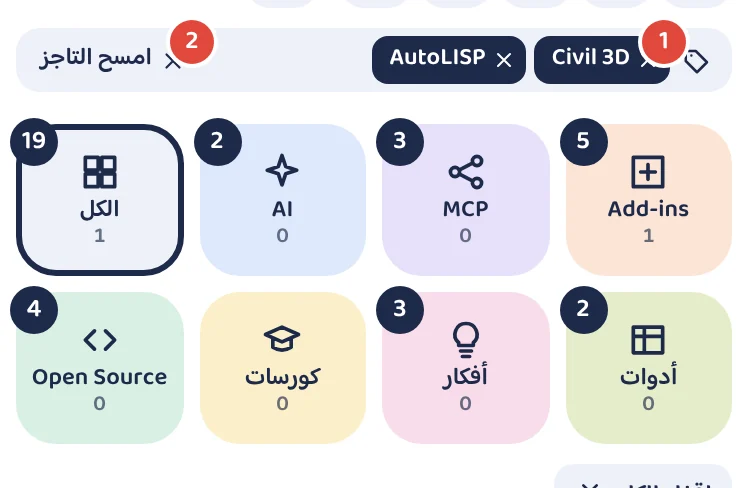 1
Civil 3D
AutoLISP
2
امسح التاجز
19
الكل
1
2
AI
0
3
MCP
0
5
Add-ins
1
4
Open Source
0
كورسات
0
3
أفكار
0
2
أدوات
0